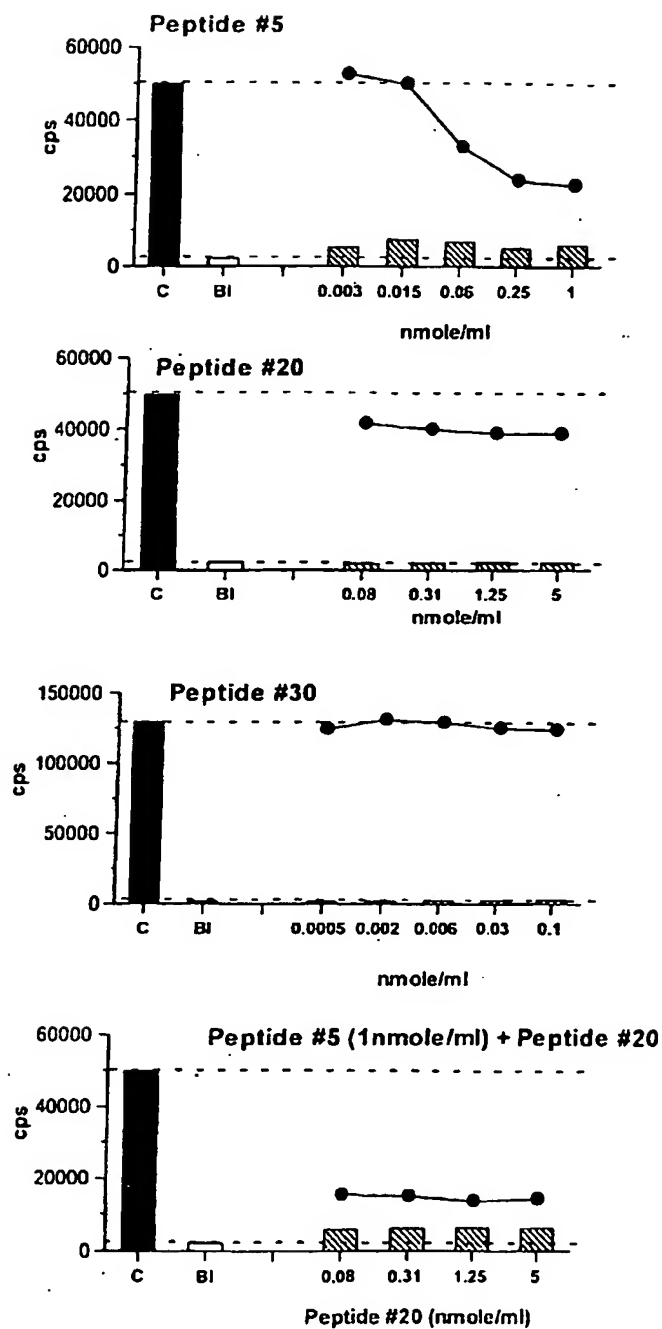 Peptide #5
60000
40000
20000
0
cps
C BI 0.003 0.015 0.06 0.25 1
nmole/ml
Peptide #20
60000
40000
20000
0
cps
C BI 0.08 0.31 1.25 5
nmole/ml
Peptide #30
150000
100000
50000
0
cps
C BI 0.0005 0.002 0.006 0.03 0.1
nmole/ml
Peptide #5 (1nmole/ml) + Peptide #20
60000
40000
20000
0
cps
C BI 0.08 0.31 1.25 5
Peptide #20 (nmole/ml)